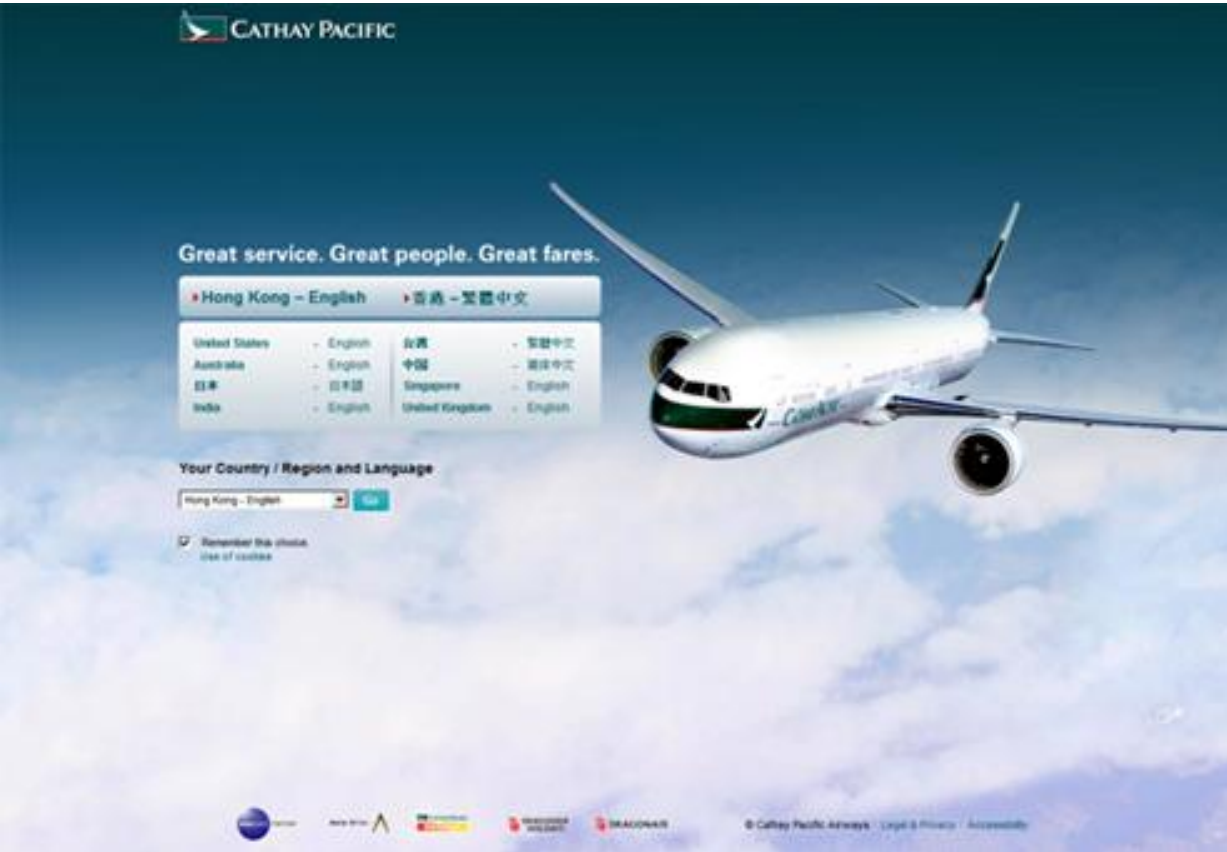 CATHAY PACIFIC
Great service. Great people. Great fares.
Hong Kong – English 香港 – 繁體中文
United States - English 台灣 - 繁體中文
Australia - English 中国 - 简体中文
日本 - 日本語 Singapore - English
India - English United Kingdom - English
Your Country / Region and Language
Hong Kong - English Go
Remember this choice
Use of cookies
CATHAY PACIFIC
DRAGONAIR
© Cathay Pacific Airways Legal & Privacy Accessibility